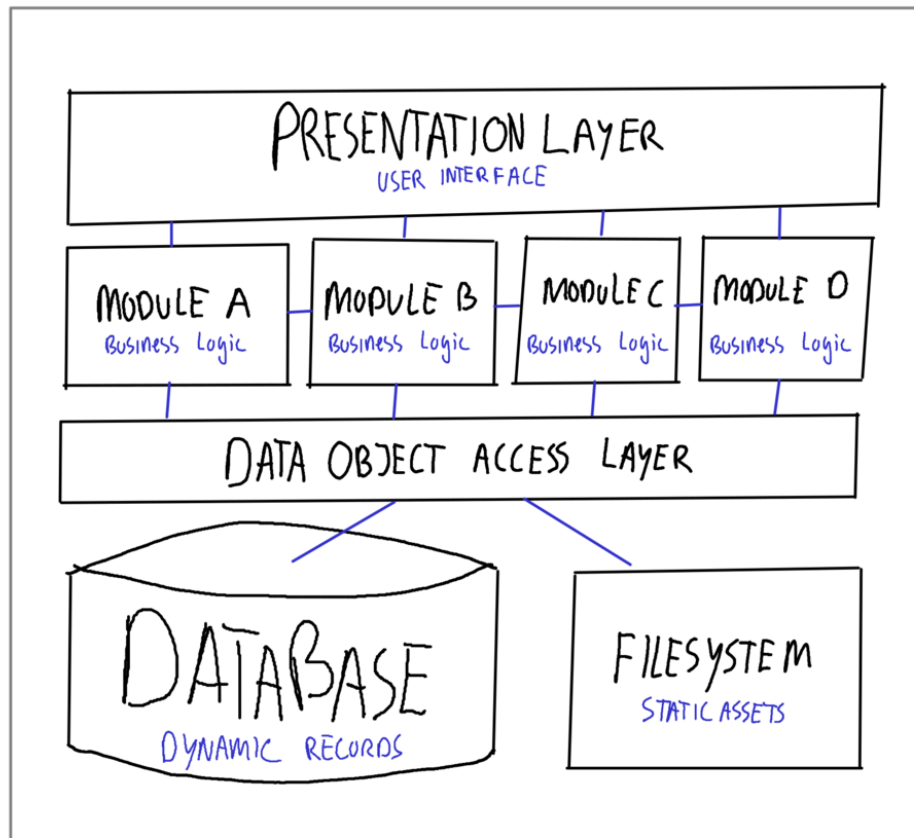 PRESENTATION LAYER
USER INTERFACE
MODULE A
Business Logic
MODULE B
Business Logic
MODULE C
Business Logic
MODULE D
Business Logic
DATA OBJECT ACCESS LAYER
DATABASE
DYNAMIC RECORDS
FILESYSTEM
STATIC ASSETS